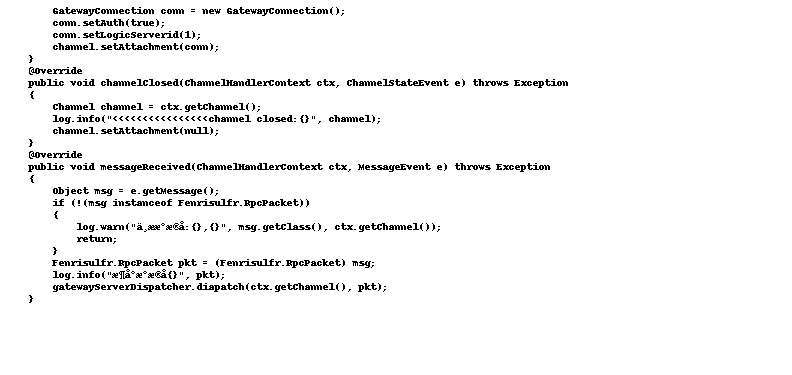 GatewayConnection conn = new GatewayConnection();
conn.setAuth(true);
conn.setLogicServerid(1);
channel.setAttachment(conn);
}
@Override
public void channelClosed(ChannelHandlerContext ctx, ChannelStateEvent e) throws Exception
{
Channel channel = ctx.getChannel();
log.info("<<<<<<<<<<<<<<<<channel closed:{}", channel);
channel.setAttachment(null);
}
@Override
public void messageReceived(ChannelHandlerContext ctx, MessageEvent e) throws Exception
{
Object msg = e.getMessage();
if (!(msg instanceof Fenrisulfr.RpcPacket))
{
log.warn("ä¸ææ°æ®å:{},{}", msg.getClass(), ctx.getChannel());
return;
}
Fenrisulfr.RpcPacket pkt = (Fenrisulfr.RpcPacket) msg;
log.info("æ¶å°æ°æ®å{}", pkt);
gatewayServerDispatcher.diapatch(ctx.getChannel(), pkt);
}